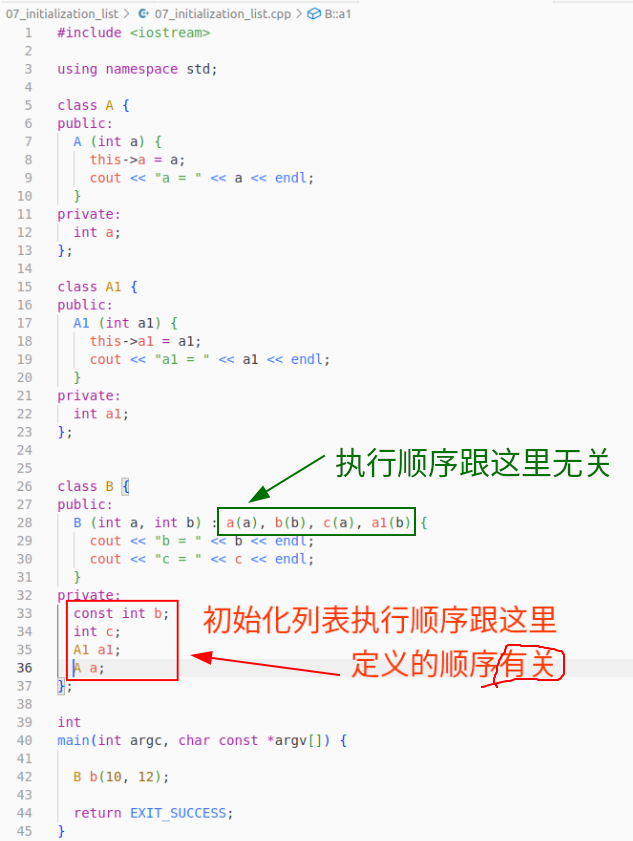 07_initialization_list > 07_initialization_list.cpp > B::a1
1 #include <iostream>
2
3 using namespace std;
4
5 class A {
6 public:
7 A (int a) {
8 this->a = a;
9 cout << "a = " << a << endl;
10 }
11 private:
12 int a;
13 };
14
15 class A1 {
16 public:
17 A1 (int a1) {
18 this->a1 = a1;
19 cout << "a1 = " << a1 << endl;
20 }
21 private:
22 int a1;
23 };
24
执行顺序跟这里无关
25
26 class B {
27 public:
28 B (int a, int b) : a(a), b(b), c(a), a1(b) {
29 cout << "b = " << b << endl;
30 cout << "c = " << c << endl;
31 }
32 private:
33 const int b;
初始化列表执行顺序跟这里
34 int c;
35 A1 a1;
定义的顺序有关
36 A a;
37 };
38
39 int
40 main(int argc, char const *argv[]) {
41
42 B b(10, 12);
43
44 return EXIT_SUCCESS;
45 }